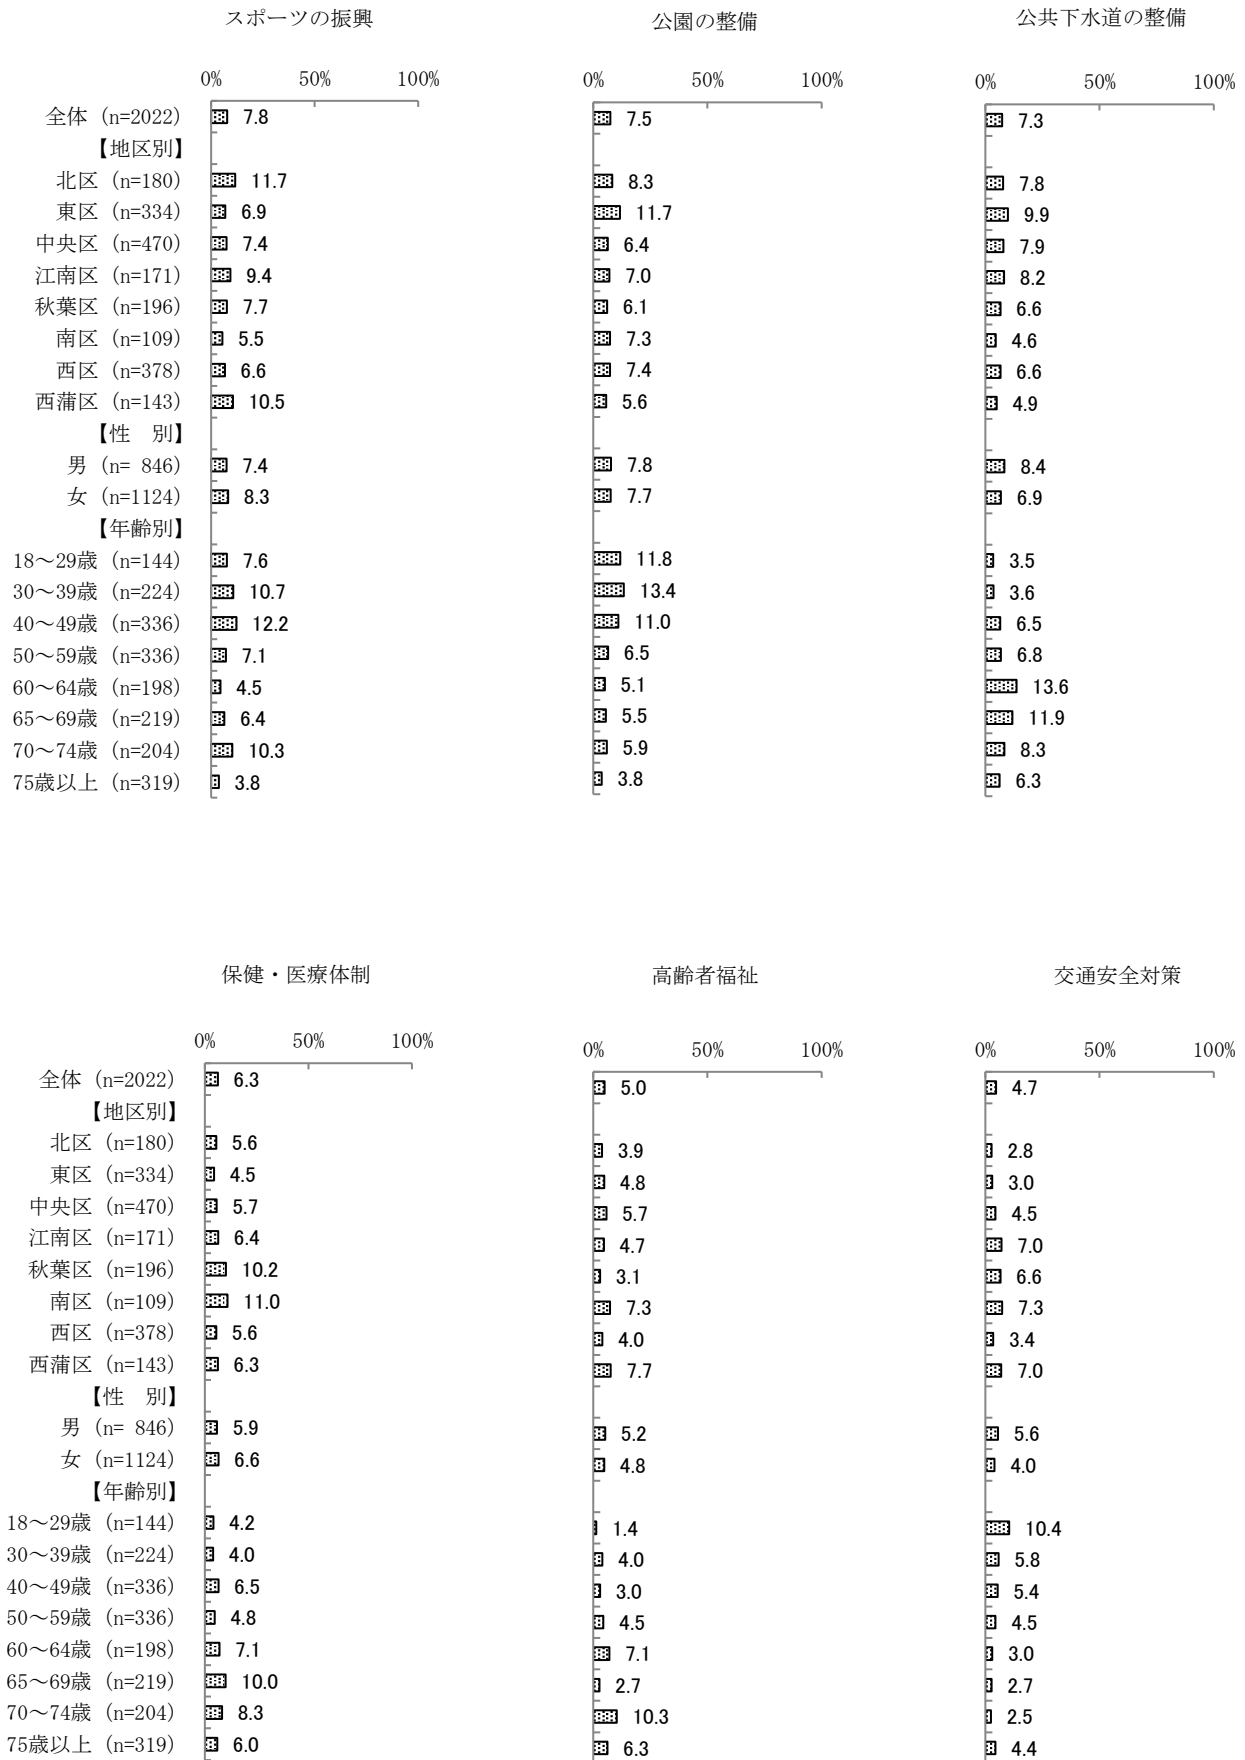 スポーツの振興 公園の整備 公共下水道の整備
0% 50% 100% 0% 50% 100% 0% 50% 100%
全体 (n=2022) 7.8 7.5 7.3
【地区別】
北区 (n=180) 11.7 8.3 7.8
東区 (n=334) 6.9 11.7 9.9
中央区 (n=470) 7.4 6.4 7.9
江南区 (n=171) 9.4 7.0 8.2
秋葉区 (n=196) 7.7 6.1 6.6
南区 (n=109) 5.5 7.3 4.6
西区 (n=378) 6.6 7.4 6.6
西蒲区 (n=143) 10.5 5.6 4.9
【性　別】
男 (n= 846) 7.4 7.8 8.4
女 (n=1124) 8.3 7.7 6.9
【年齢別】
18～29歳 (n=144) 7.6 11.8 3.5
30～39歳 (n=224) 10.7 13.4 3.6
40～49歳 (n=336) 12.2 11.0 6.5
50～59歳 (n=336) 7.1 6.5 6.8
60～64歳 (n=198) 4.5 5.1 13.6
65～69歳 (n=219) 6.4 5.5 11.9
70～74歳 (n=204) 10.3 5.9 8.3
75歳以上 (n=319) 3.8 3.8 6.3
保健・医療体制 高齢者福祉 交通安全対策
0% 50% 100% 0% 50% 100% 0% 50% 100%
全体 (n=2022) 6.3 5.0 4.7
【地区別】
北区 (n=180) 5.6 3.9 2.8
東区 (n=334) 4.5 4.8 3.0
中央区 (n=470) 5.7 5.7 4.5
江南区 (n=171) 6.4 4.7 7.0
秋葉区 (n=196) 10.2 3.1 6.6
南区 (n=109) 11.0 7.3 7.3
西区 (n=378) 5.6 4.0 3.4
西蒲区 (n=143) 6.3 7.7 7.0
【性　別】
男 (n= 846) 5.9 5.2 5.6
女 (n=1124) 6.6 4.8 4.0
【年齢別】
18～29歳 (n=144) 4.2 1.4 10.4
30～39歳 (n=224) 4.0 4.0 5.8
40～49歳 (n=336) 6.5 3.0 5.4
50～59歳 (n=336) 4.8 4.5 4.5
60～64歳 (n=198) 7.1 7.1 3.0
65～69歳 (n=219) 10.0 2.7 2.7
70～74歳 (n=204) 8.3 10.3 2.5
75歳以上 (n=319) 6.0 6.3 4.4